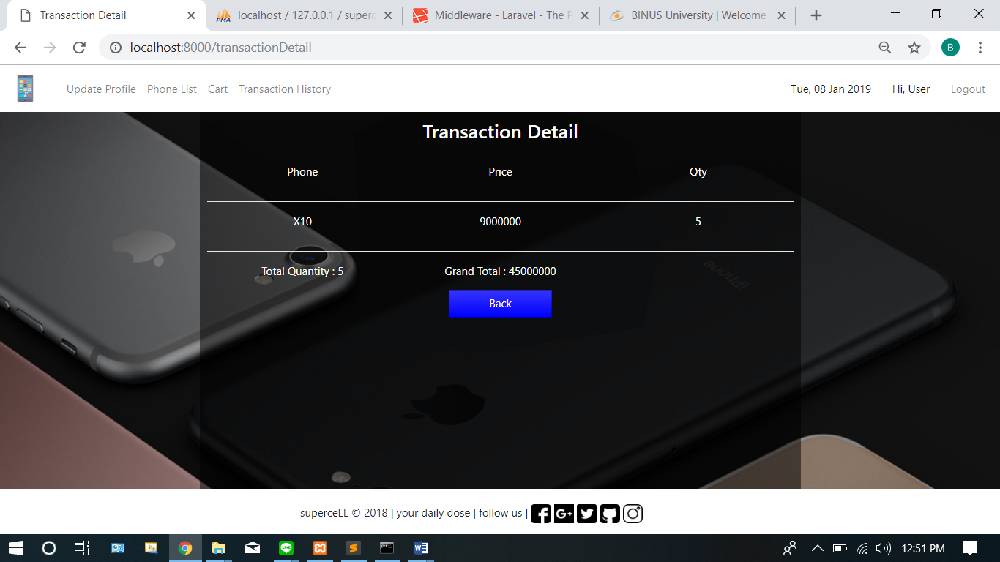 Transaction Detail
localhost / 127.0.0.1 / superc
Middleware - Laravel - The P
BINUS University | Welcome
localhost:8000/transactionDetail
B
Update Profile Phone List Cart Transaction History Tue, 08 Jan 2019 Hi, User Logout
Transaction Detail
Phone Price Qty
X10 9000000 5
Total Quantity : 5 Grand Total : 45000000
iPhone
Back
superceLL © 2018 | your daily dose | follow us |
12:51 PM